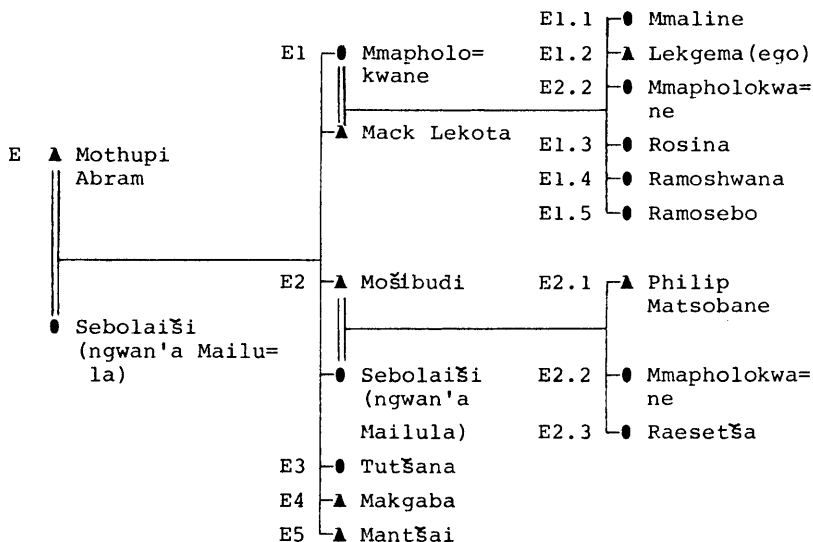 E1.1 Mmaline
E1 Mmapholo=
kwane
E1.2 Lekgema(ego)
E2.2 Mmapholokwa=
ne
Mack Lekota
E1.3 Rosina
E Mothupi
Abram
E1.4 Ramoshwana
E1.5 Ramosebo
E2 Mošibudi
E2.1 Philip
Matsobane
Sebolaiši
(ngwan'a Mailu=
la)
Sebolaiši
(ngwan'a
Mailula)
E2.2 Mmapholokwa=
ne
E2.3 Raesetša
E3 Tutšana
E4 Makgaba
E5 Mantšai